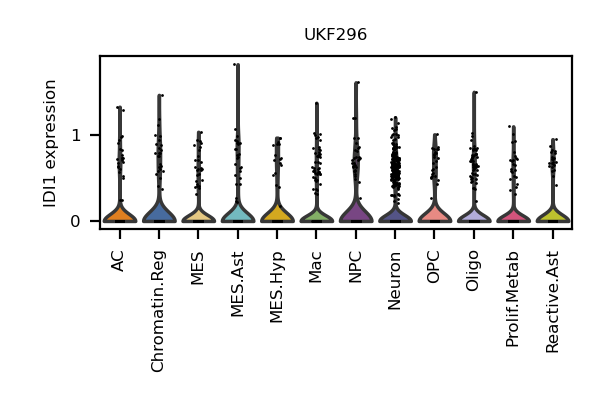 UKF296
IDI1 expression
1
0
AC
Chromatin.Reg
MES
MES.Ast
MES.Hyp
Mac
NPC
Neuron
OPC
Oligo
Prolif.Metab
Reactive.Ast